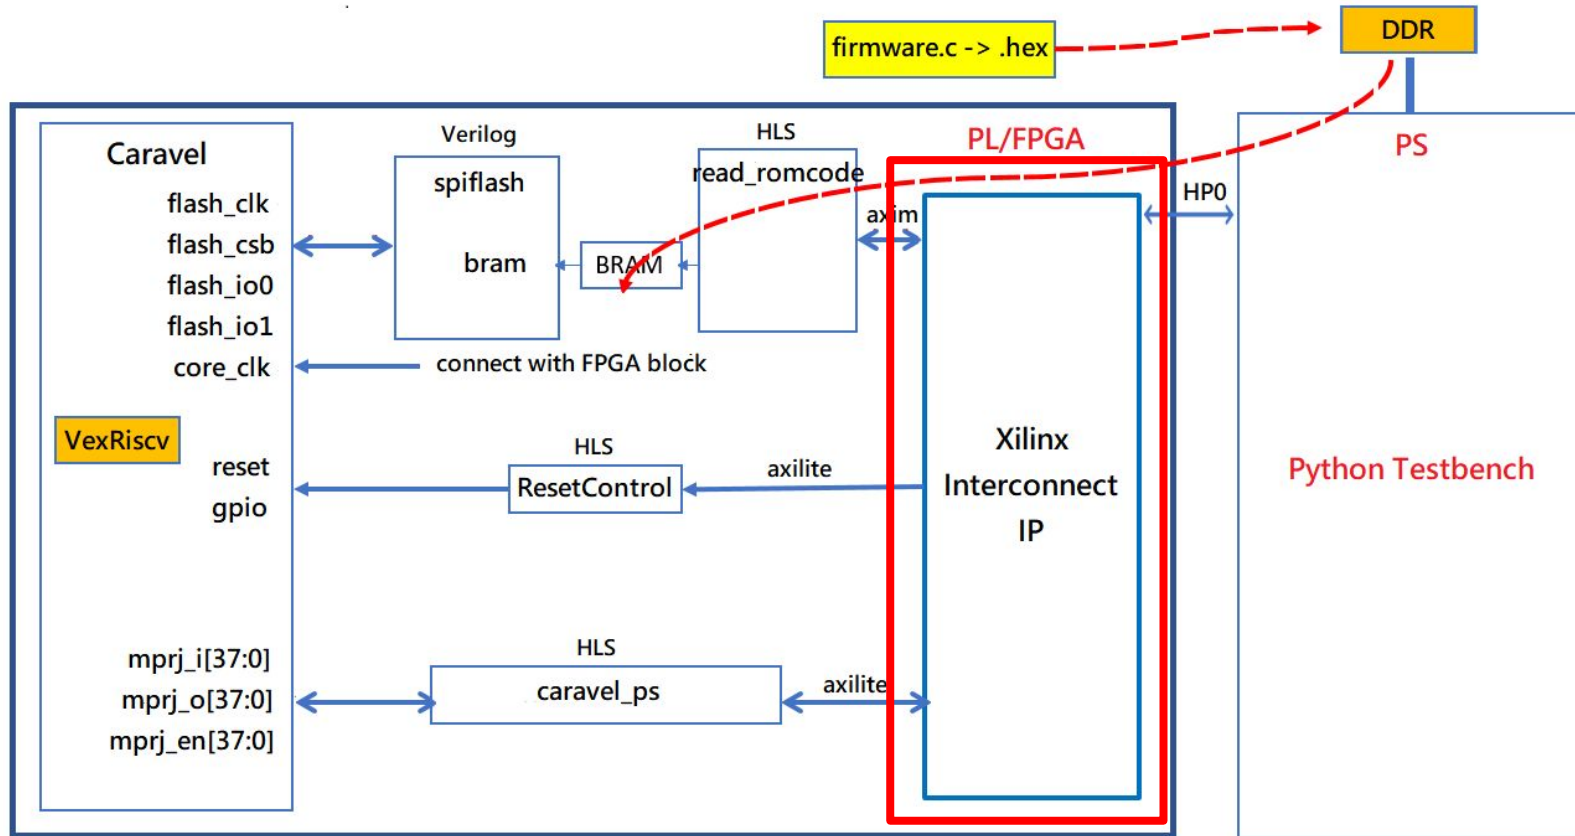 firmware.c -> .hex
DDR
PL/FPGA
PS
HP0
Python Testbench
Caravel
flash_clk
flash_csb
flash_io0
flash_io1
core_clk
VexRiscv
reset
gpio
mprj_i[37:0]
mprj_o[37:0]
mprj_en[37:0]
Verilog
spiflash
bram
BRAM
HLS
read_romcode
axim
connect with FPGA block
HLS
ResetControl
axilite
HLS
caravel_ps
axilite
Xilinx
Interconnect
IP